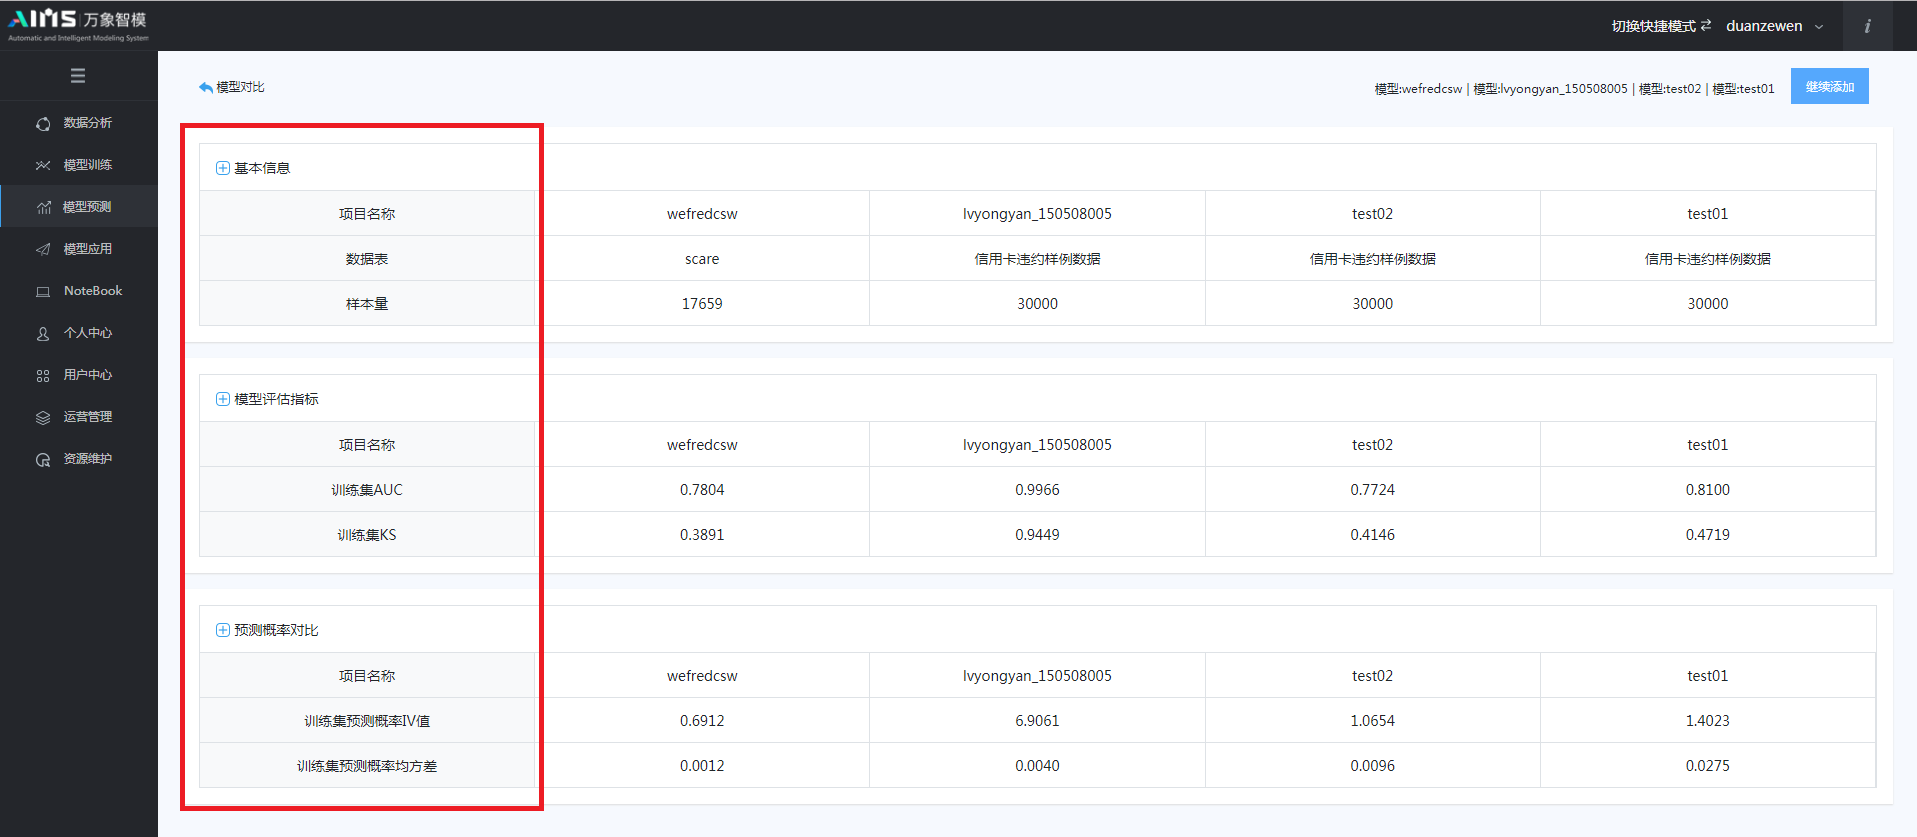 AIMS 万象智模
Automatic and Intelligent Modeling System
切换快捷模式 duanzewen
i
数据分析
模型训练
模型预测
模型应用
NoteBook
个人中心
用户中心
运营管理
资源维护
模型对比
模型:wefredcsw | 模型:lvyongyan_150508005 | 模型:test02 | 模型:test01
继续添加
基本信息
项目名称 wefredcsw lvyongyan_150508005 test02 test01
数据表 scare 信用卡违约样例数据 信用卡违约样例数据 信用卡违约样例数据
样本量 17659 30000 30000 30000
模型评估指标
项目名称 wefredcsw lvyongyan_150508005 test02 test01
训练集AUC 0.7804 0.9966 0.7724 0.8100
训练集KS 0.3891 0.9449 0.4146 0.4719
预测概率对比
项目名称 wefredcsw lvyongyan_150508005 test02 test01
训练集预测概率IV值 0.6912 6.9061 1.0654 1.4023
训练集预测概率均方差 0.0012 0.0040 0.0096 0.0275